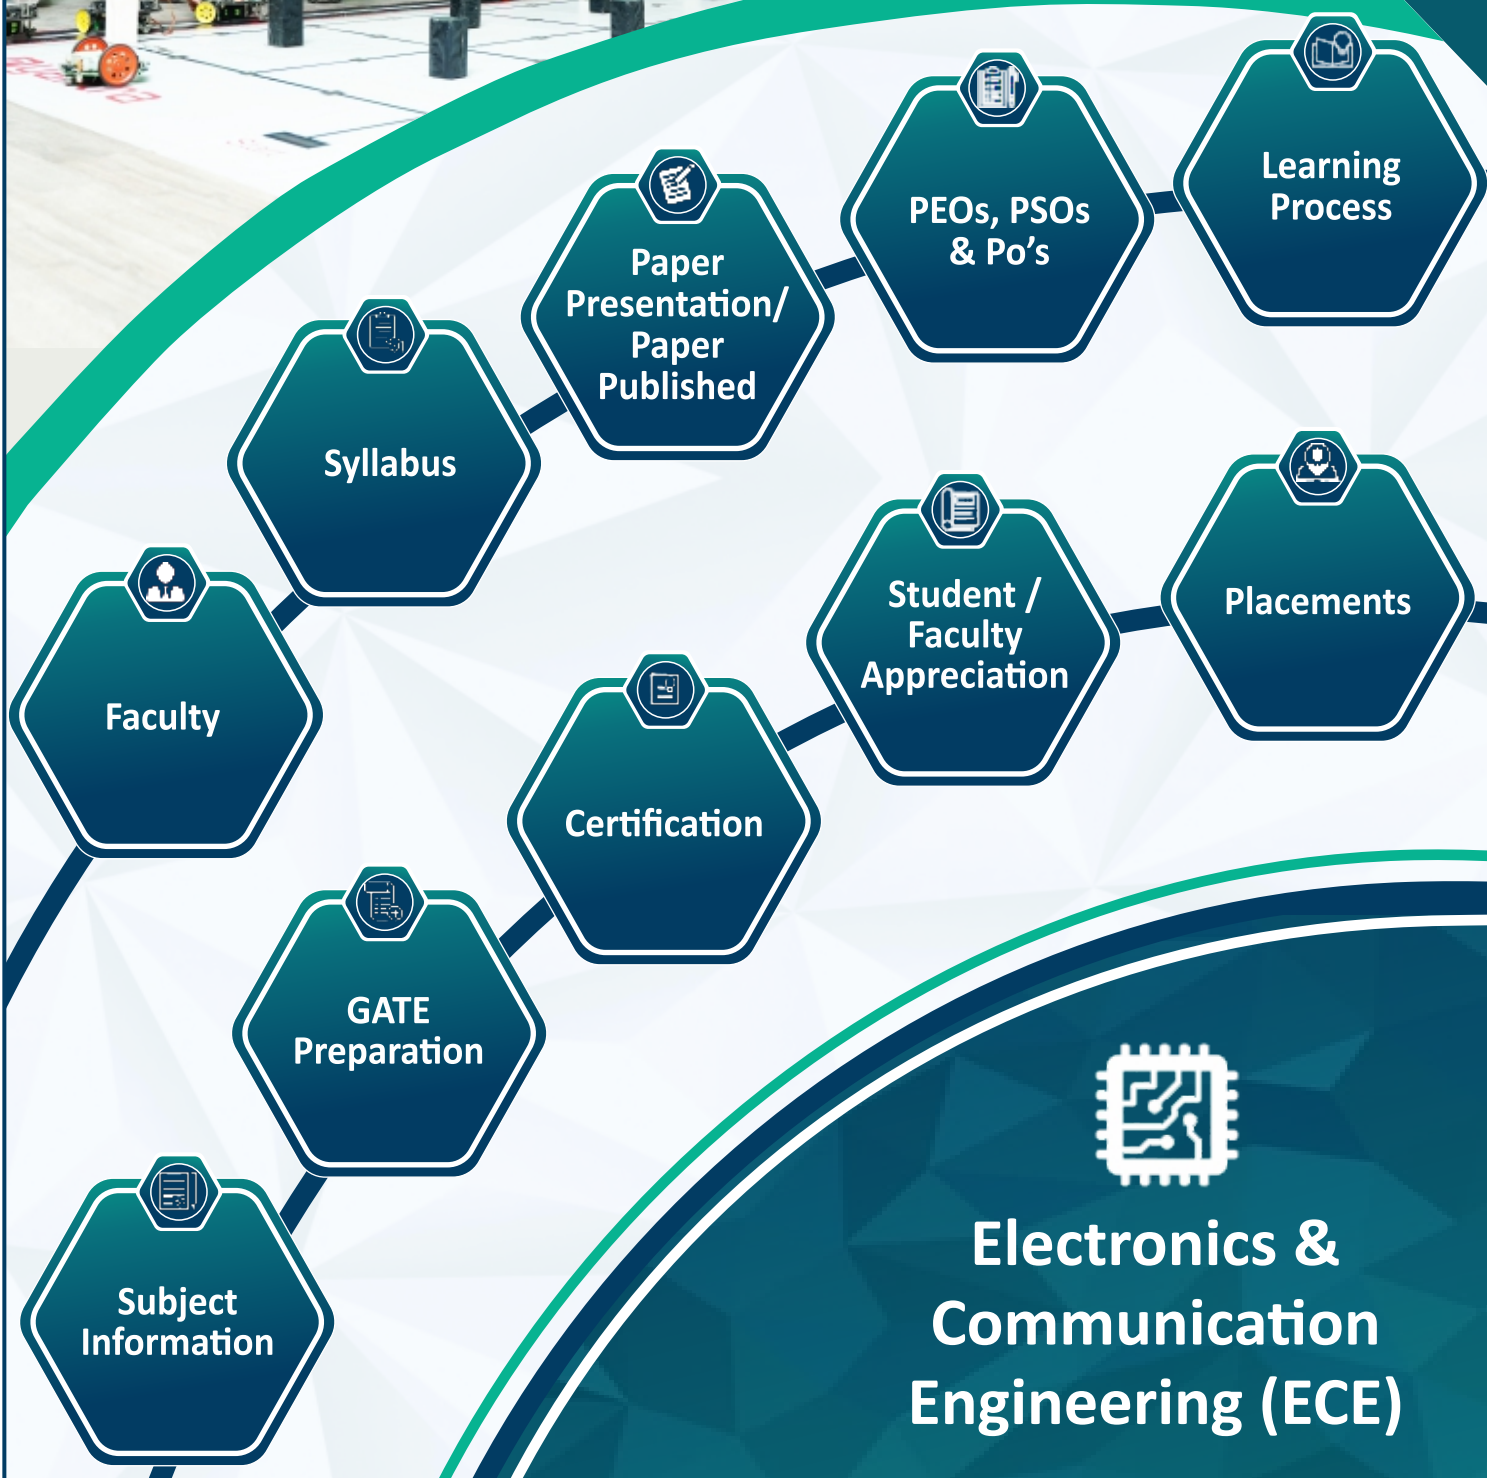 Learning
Process
PEOs, PSOs
& Po's
Paper
Presentation/
Paper
Published
Syllabus
Faculty
Placements
Student /
Faculty
Appreciation
Certification
GATE
Preparation
Subject
Information
Electronics &
Communication
Engineering (ECE)